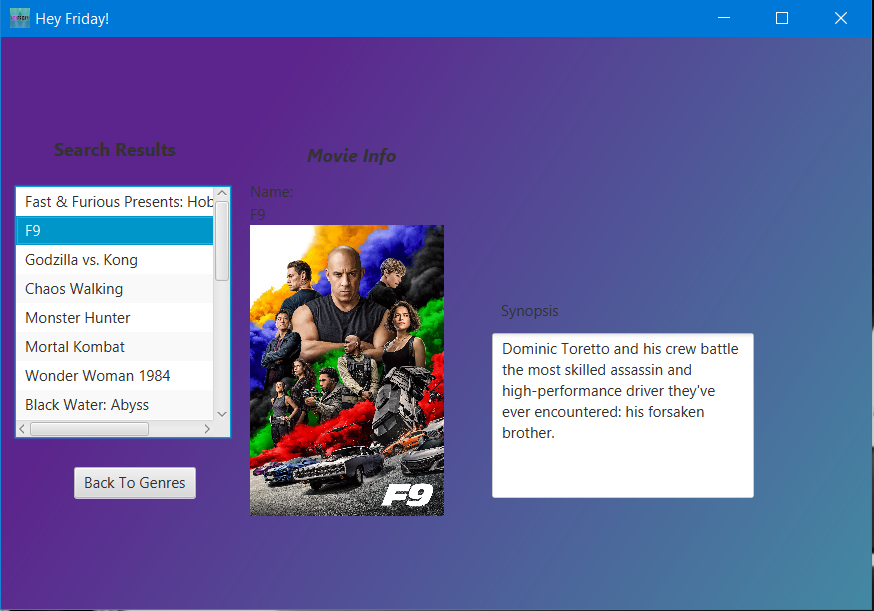 Hey Friday!
Search Results
Fast & Furious Presents: Hob
F9
Godzilla vs. Kong
Chaos Walking
Monster Hunter
Mortal Kombat
Wonder Woman 1984
Black Water: Abyss
Back To Genres
Movie Info
Name:
F9
F9
Synopsis
Dominic Toretto and his crew battle
the most skilled assassin and
high-performance driver they've
ever encountered: his forsaken
brother.